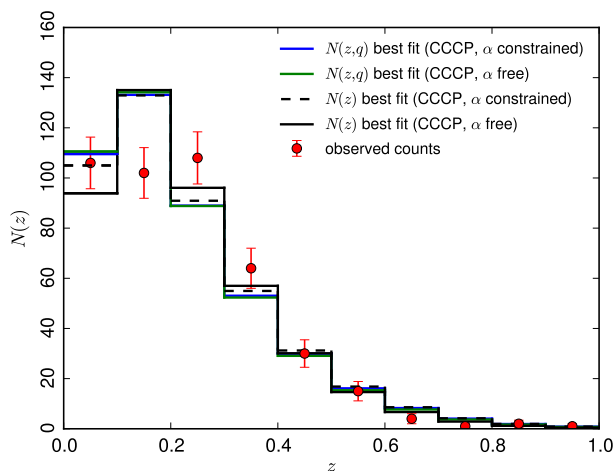 160
140
120
100
80
60
40
20
0
N(z)
N(z,q) best fit (CCCP, α constrained)
N(z,q) best fit (CCCP, α free)
N(z) best fit (CCCP, α constrained)
N(z) best fit (CCCP, α free)
observed counts
0.0 0.2 0.4 0.6 0.8 1.0
z